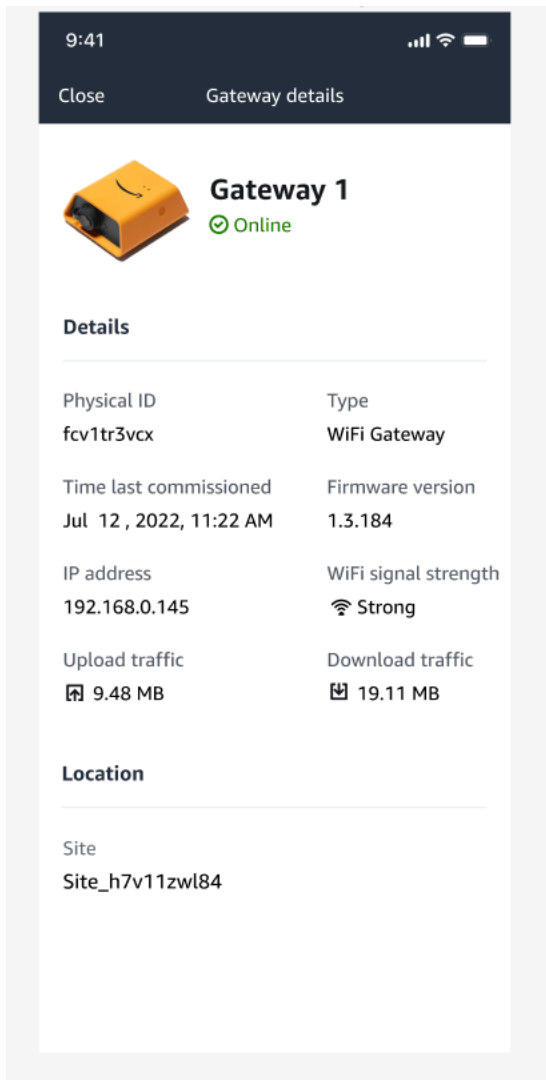 9:41
Close Gateway details
Gateway 1
Online
Details
Physical ID Type
fcv1tr3vcx WiFi Gateway
Time last commissioned Firmware version
Jul 12 , 2022, 11:22 AM 1.3.184
IP address WiFi signal strength
192.168.0.145 Strong
Upload traffic Download traffic
9.48 MB 19.11 MB
Location
Site
Site_h7v11zwl84